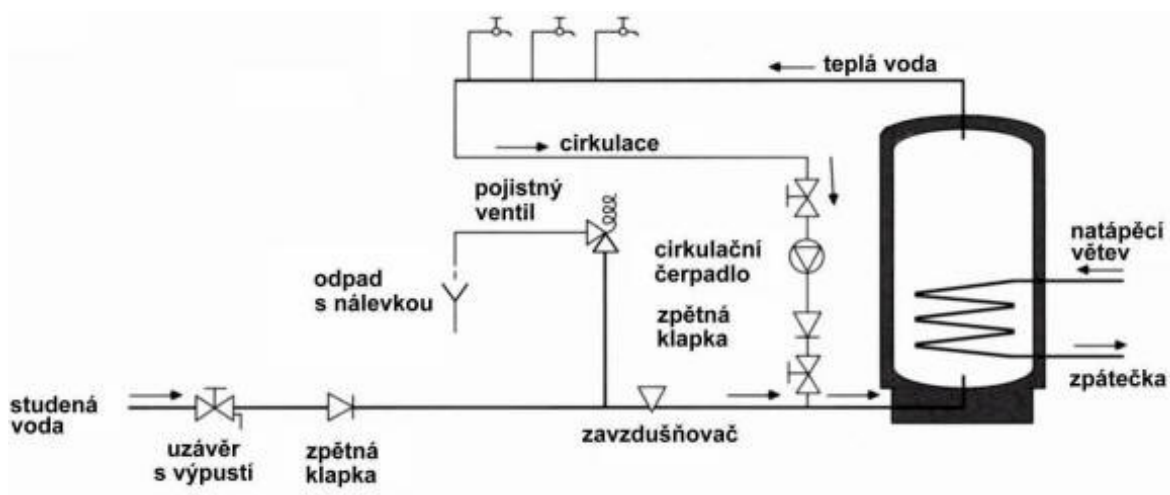 teplá voda
cirkulace
pojistný
ventil
natápěcí
větev
cirkulační
čerpadlo
odpad
s nálevkou
zpětná
klapka
zpátečka
studená
voda
zavzdušňovač
uzávěr
s výpustí
zpětná
klapka